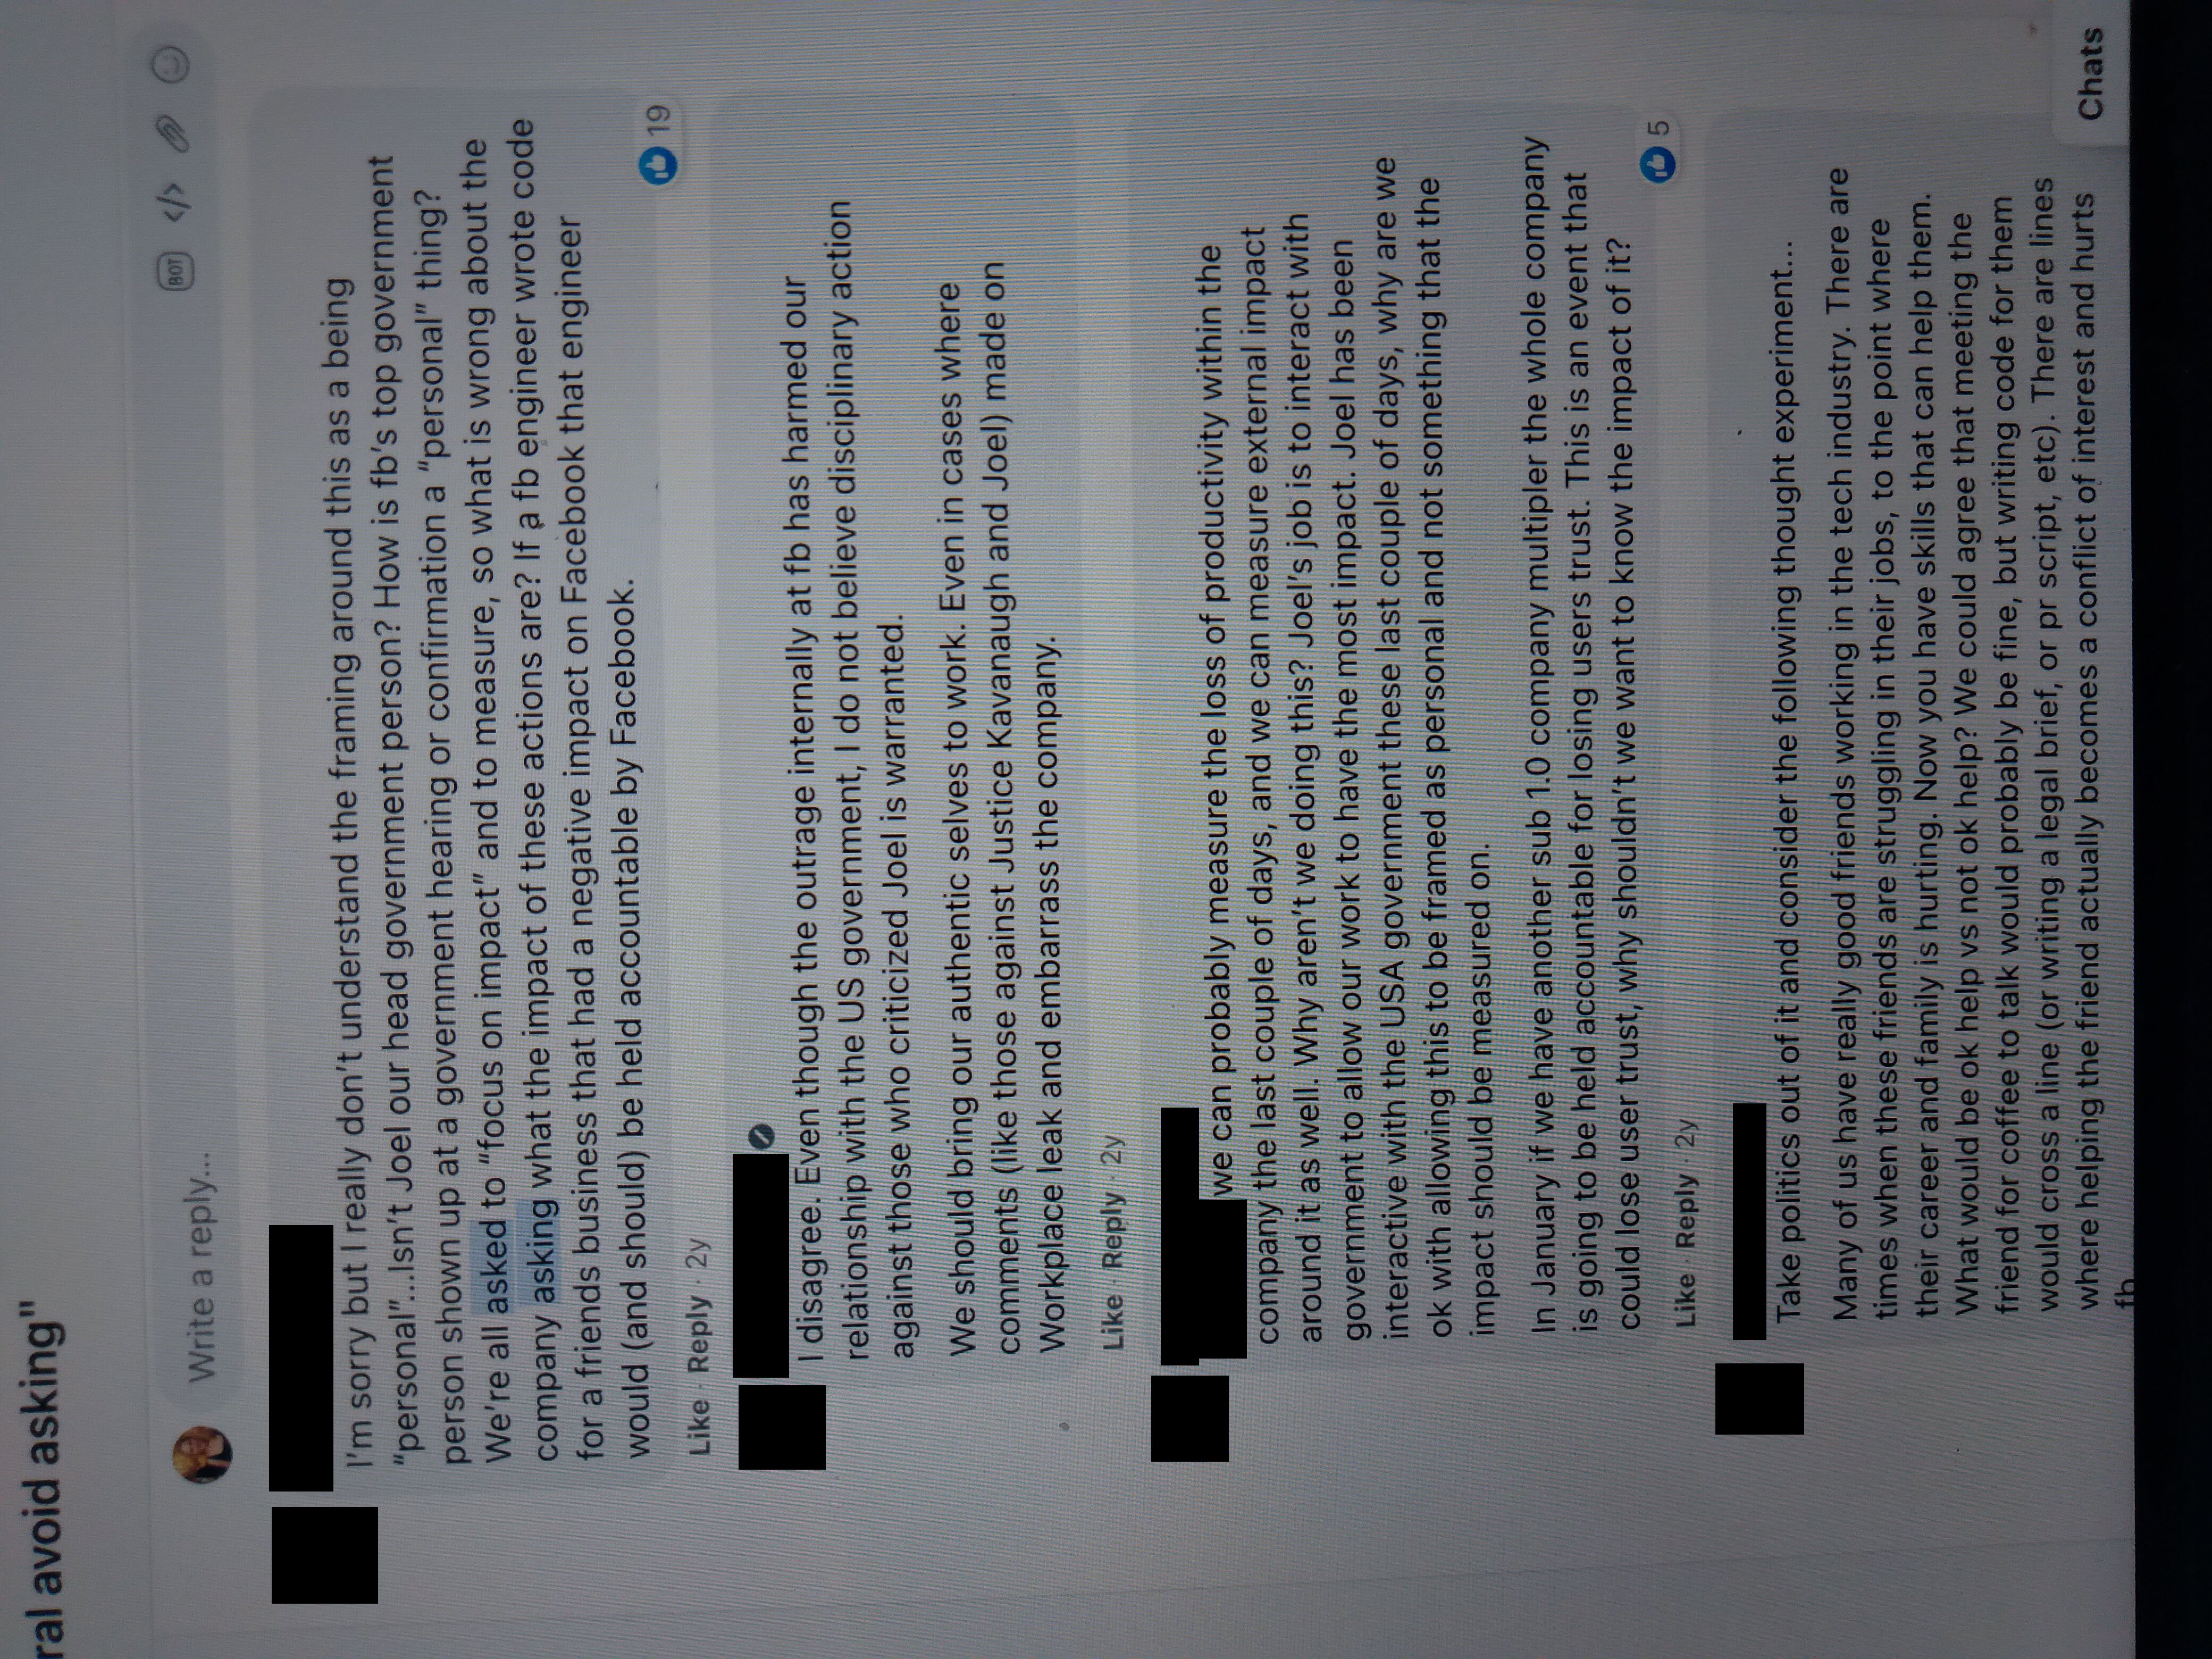 ral avoid asking"
Write a reply...
BOT </>
I'm sorry but I really don't understand the framing around this as a being
"personal"...Isn't Joel our head government person? How is fb's top government
person shown up at a government hearing or confirmation a "personal" thing?
We're all asked to "focus on impact" and to measure, so what is wrong about the
company asking what the impact of these actions are? If a fb engineer wrote code
for a friends business that had a negative impact on Facebook that engineer
would (and should) be held accountable by Facebook.
19
Like · Reply · 2y
I disagree. Even though the outrage internally at fb has harmed our
relationship with the US government, I do not believe disciplinary action
against those who criticized Joel is warranted.
We should bring our authentic selves to work. Even in cases where
comments (like those against Justice Kavanaugh and Joel) made on
Workplace leak and embarrass the company.
Like · Reply · 2y
we can probably measure the loss of productivity within the
company the last couple of days, and we can measure external impact
around it as well. Why aren't we doing this? Joel's job is to interact with
government to allow our work to have the most impact. Joel has been
interactive with the USA government these last couple of days, why are we
ok with allowing this to be framed as personal and not something that the
impact should be measured on.
In January if we have another sub 1.0 company multipler the whole company
is going to be held accountable for losing users trust. This is an event that
could lose user trust, why shouldn't we want to know the impact of it?
5
Like · Reply · 2y
Take politics out of it and consider the following thought experiment...
Many of us have really good friends working in the tech industry. There are
times when these friends are struggling in their jobs, to the point where
their career and family is hurting. Now you have skills that can help them.
What would be ok help vs not ok help? We could agree that meeting the
friend for coffee to talk would probably be fine, but writing code for them
would cross a line (or writing a legal brief, or pr script, etc). There are lines
where helping the friend actually becomes a conflict of interest and hurts
fb
Chats